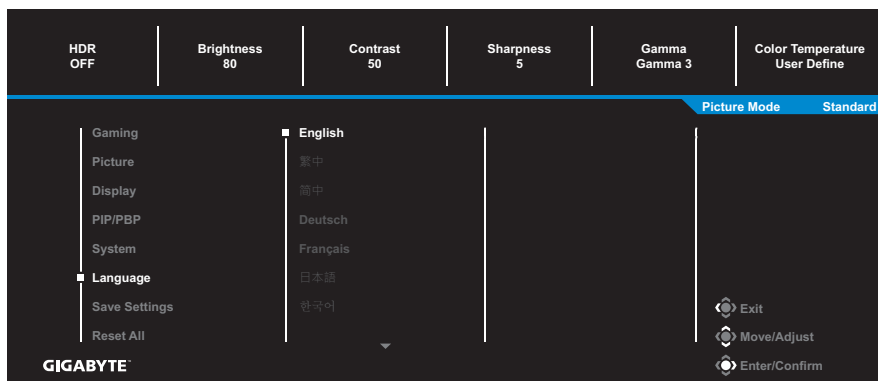 HDR
OFF
Brightness
80
Contrast
50
Sharpness
5
Gamma
Gamma 3
Color Temperature
User Define
Picture Mode Standard
Gaming
Picture
Display
PIP/PBP
System
Language
Save Settings
Reset All
English
繁中
簡中
Deutsch
Français
日本語
한국어
Exit
Move/Adjust
Enter/Confirm
GIGABYTE™